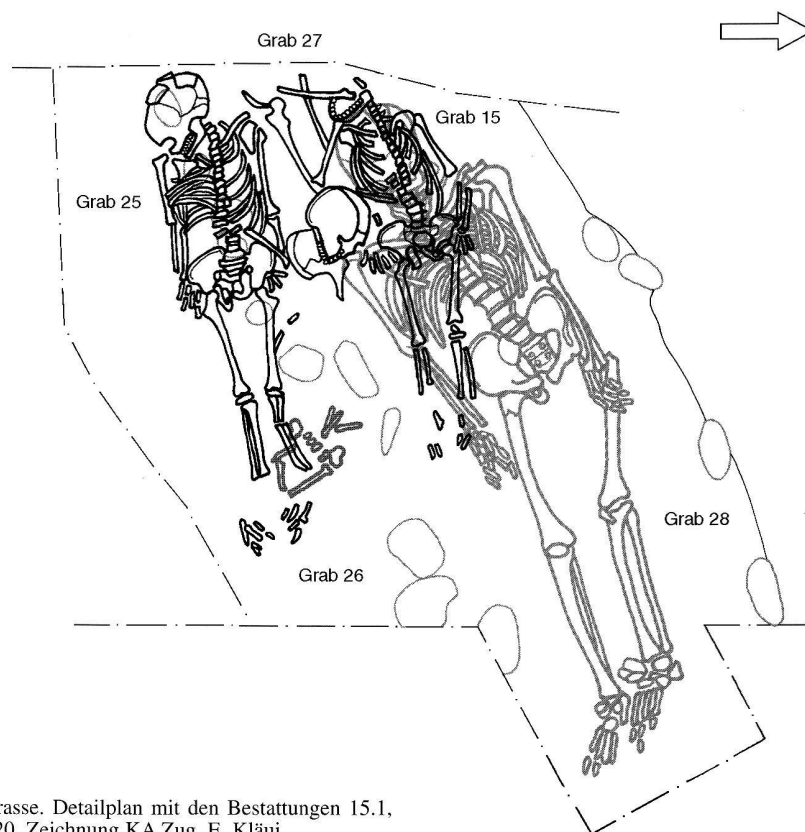 Grab 27
Grab 15
Grab 25
Grab 28
Grab 26
rasse. Detailplan mit den Bestattungen 15.1,
20. Zeichnung KA Zug, E. Kläui